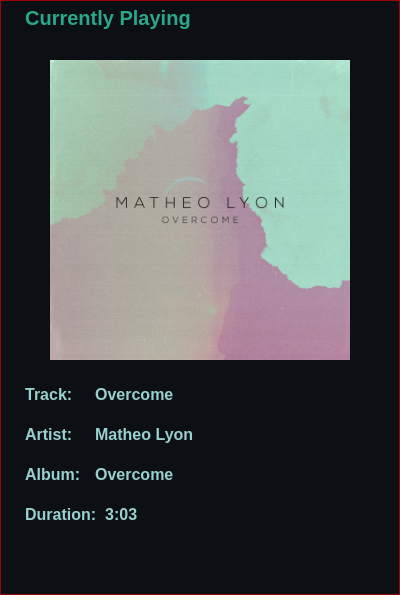 Currently Playing
MATHEO LYON
OVERCOME
Track: Overcome
Artist: Matheo Lyon
Album: Overcome
Duration: 3:03